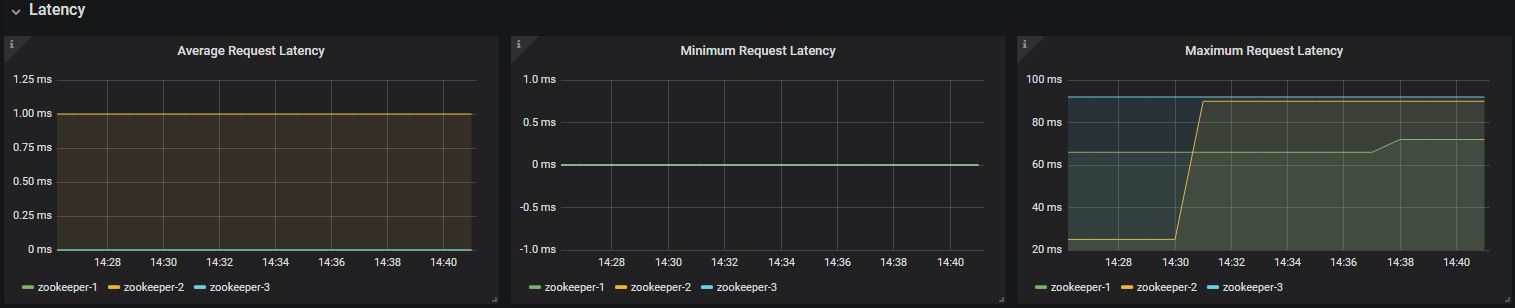 Latency
Average Request Latency
1.25 ms
1.00 ms
0.75 ms
0.50 ms
0.25 ms
0 ms
14:28 14:30 14:32 14:34 14:36 14:38 14:40
zookeeper-1 zookeeper-2 zookeeper-3
Minimum Request Latency
1.0 ms
0.5 ms
0 ms
-0.5 ms
-1.0 ms
14:28 14:30 14:32 14:34 14:36 14:38 14:40
zookeeper-1 zookeeper-2 zookeeper-3
Maximum Request Latency
100 ms
80 ms
60 ms
40 ms
20 ms
14:28 14:30 14:32 14:34 14:36 14:38 14:40
zookeeper-1 zookeeper-2 zookeeper-3